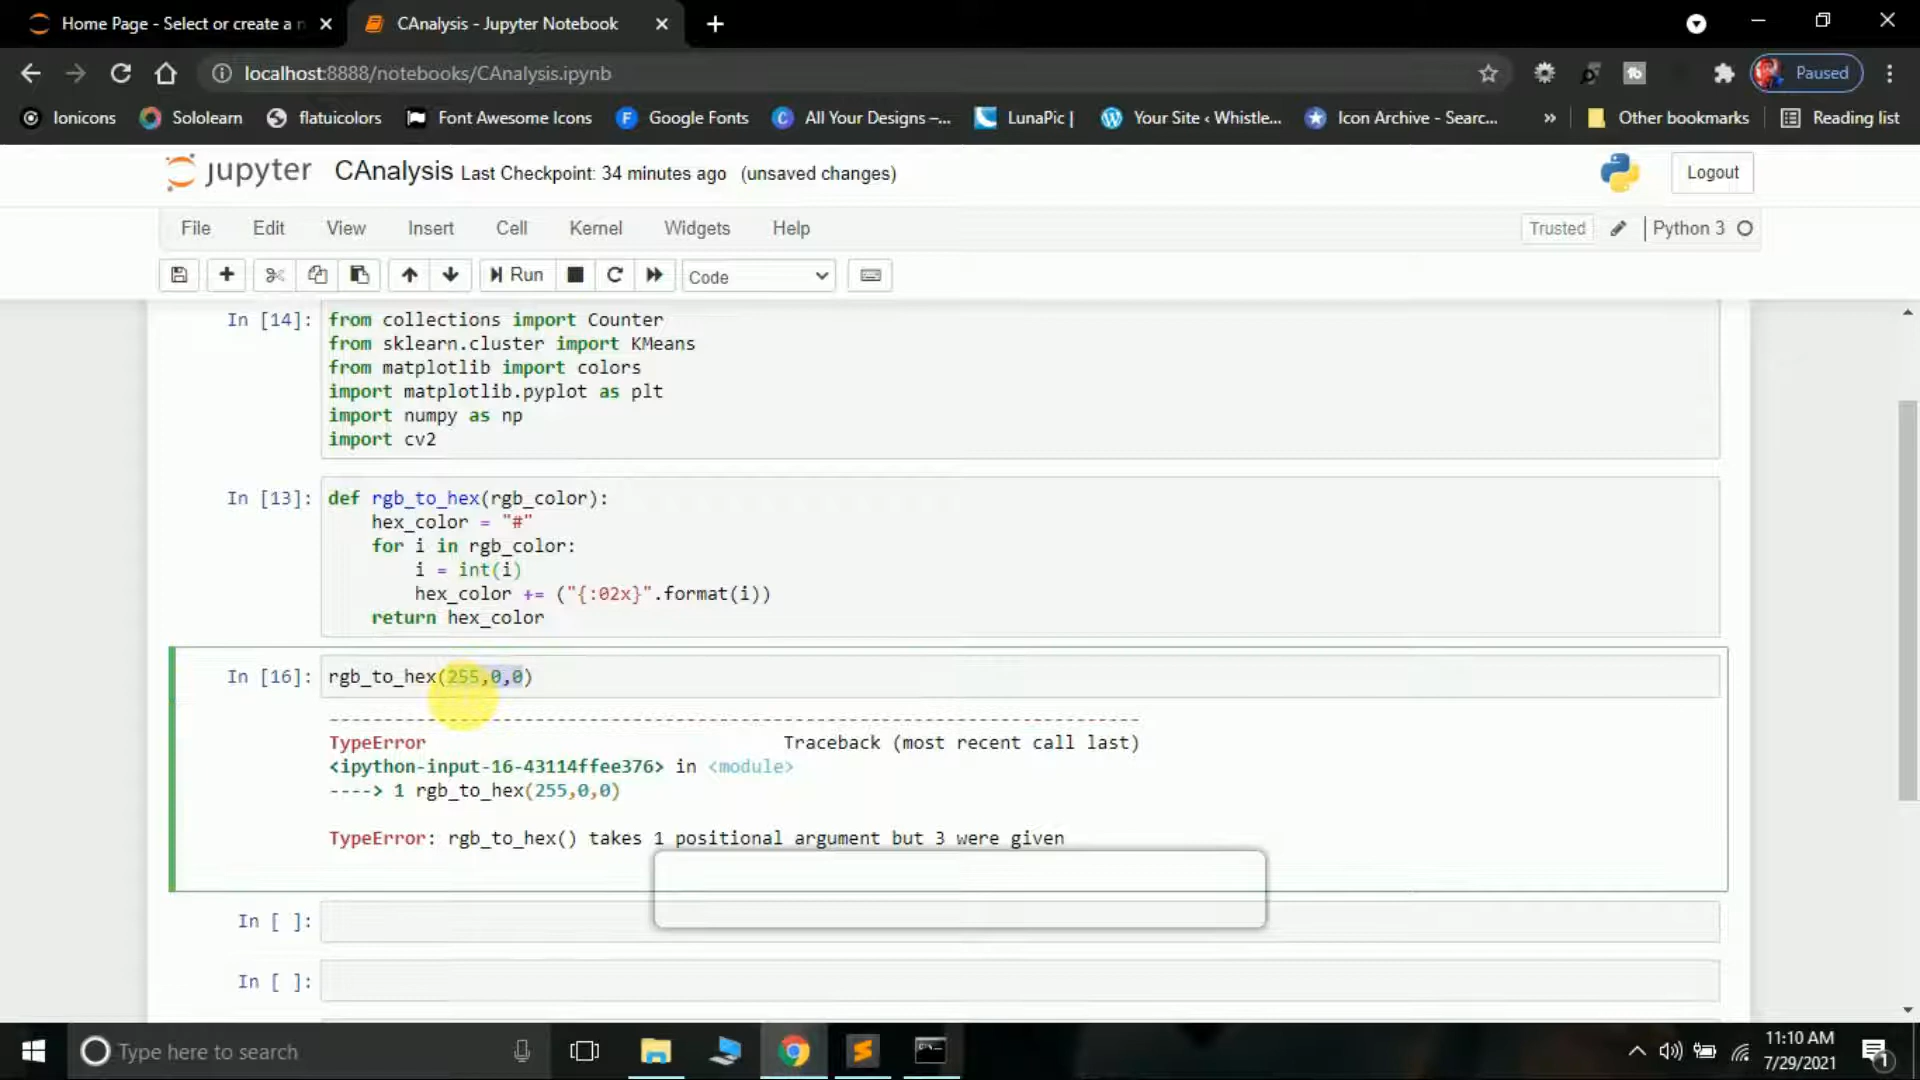 Home Page - Select or create a n
CAnalysis - Jupyter Notebook
localhost:8888/notebooks/CAnalysis.ipynb
Paused
Ionicons
Sololearn
flatuicolors
Font Awesome Icons
Google Fonts
All Your Designs –...
LunaPic |
Your Site ‹ Whistle...
Icon Archive - Searc...
»
Other bookmarks
Reading list
jupyter CAnalysis Last Checkpoint: 34 minutes ago (unsaved changes)
Logout
File Edit View Insert Cell Kernel Widgets Help
Trusted
Python 3
Run
Code
In [14]: from collections import Counter
from sklearn.cluster import KMeans
from matplotlib import colors
import matplotlib.pyplot as plt
import numpy as np
import cv2
In [13]: def rgb_to_hex(rgb_color):
hex_color = "#"
for i in rgb_color:
i = int(i)
hex_color += ("{:02x}".format(i))
return hex_color
In [16]: rgb_to_hex(255,0,0)
---------------------------------------------------------------------------
TypeError Traceback (most recent call last)
<ipython-input-16-43114ffee376> in <module>
----> 1 rgb_to_hex(255,0,0)
TypeError: rgb_to_hex() takes 1 positional argument but 3 were given
In [ ]:
In [ ]:
Type here to search
11:10 AM
7/29/2021
1